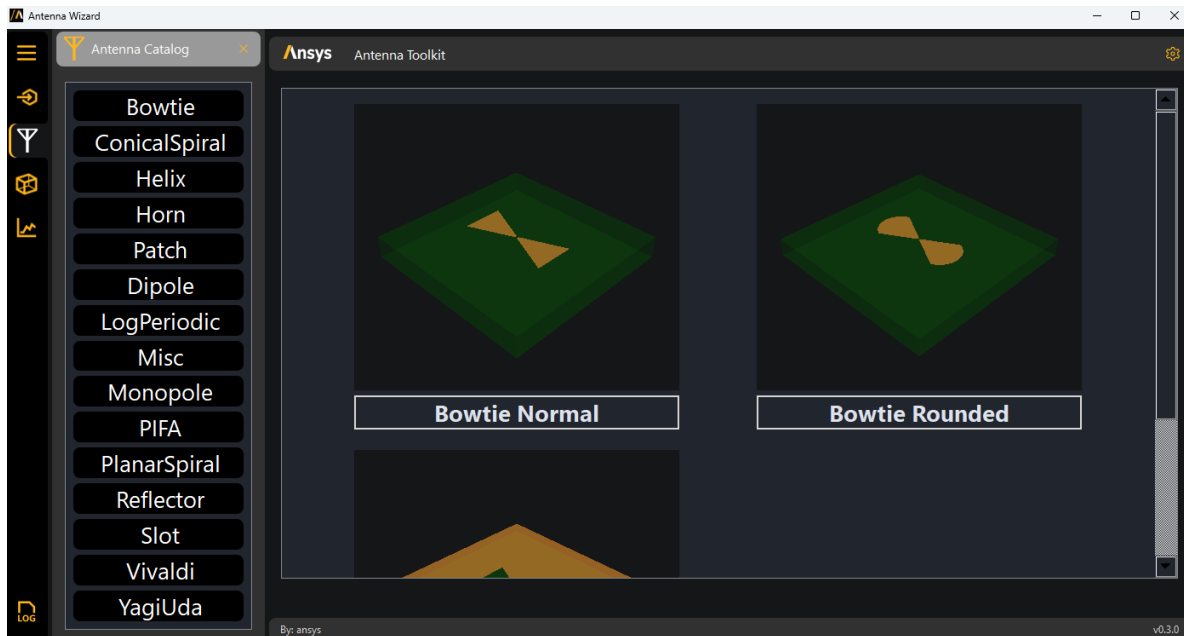 Antenna Wizard
Antenna Catalog
Ansys Antenna Toolkit
Bowtie
ConicalSpiral
Helix
Horn
Patch
Dipole
LogPeriodic
Misc
Monopole
PIFA
PlanarSpiral
Reflector
Slot
Vivaldi
YagiUda
LOG
Bowtie Normal
Bowtie Rounded
By: ansys
v0.3.0